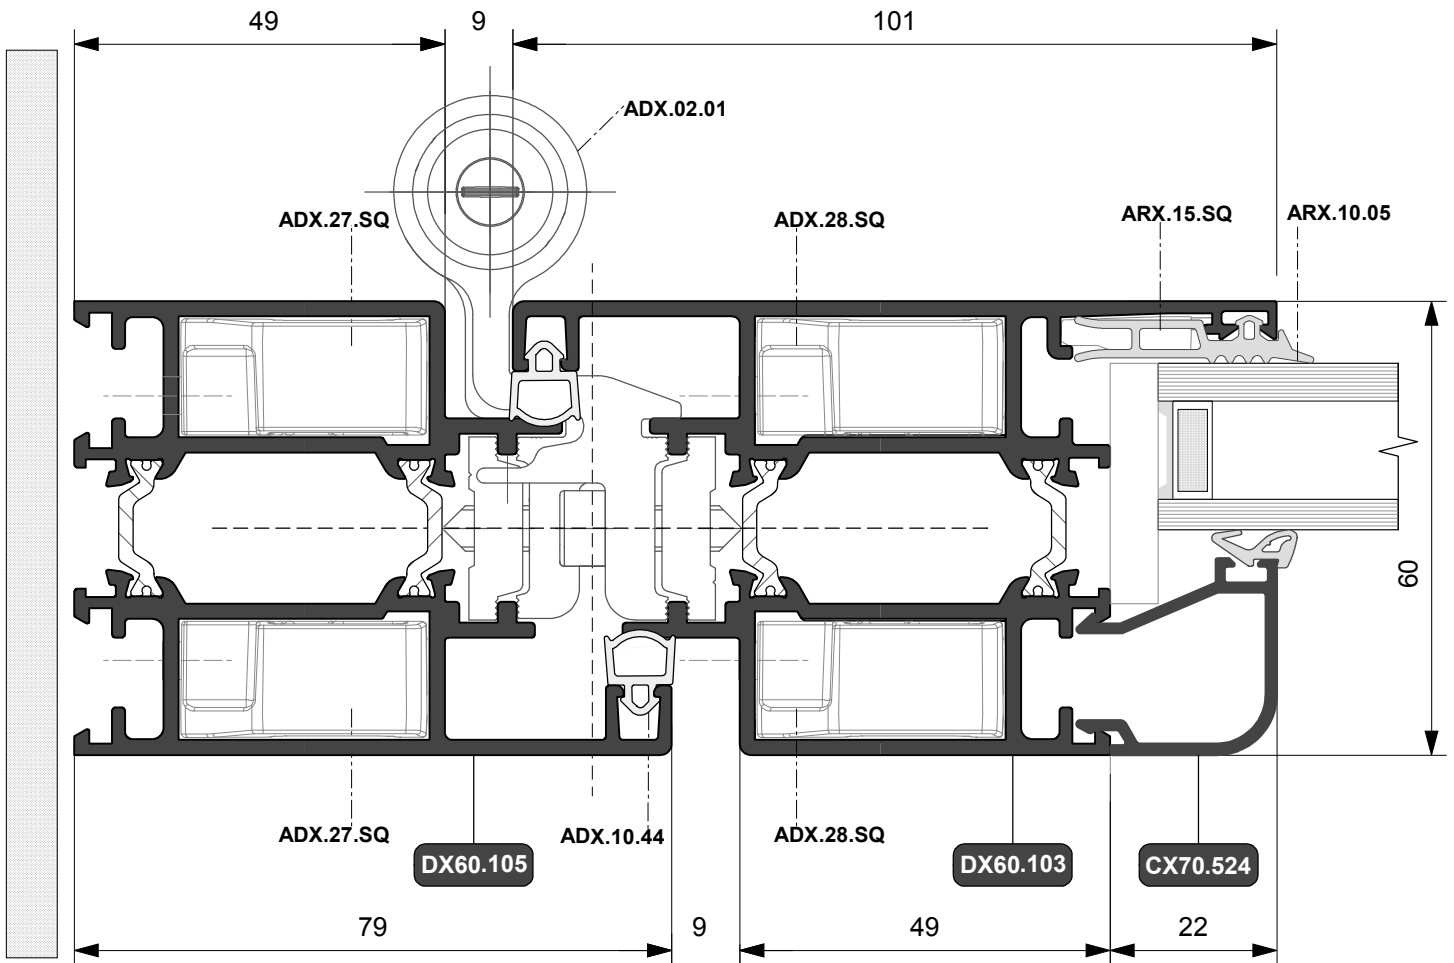 49
9
101
ADX.02.01
ADX.27.SQ
ADX.28.SQ
ARX.15.SQ
ARX.10.05
60
ADX.27.SQ
ADX.10.44
ADX.28.SQ
DX60.105
DX60.103
CX70.524
79
9
49
22